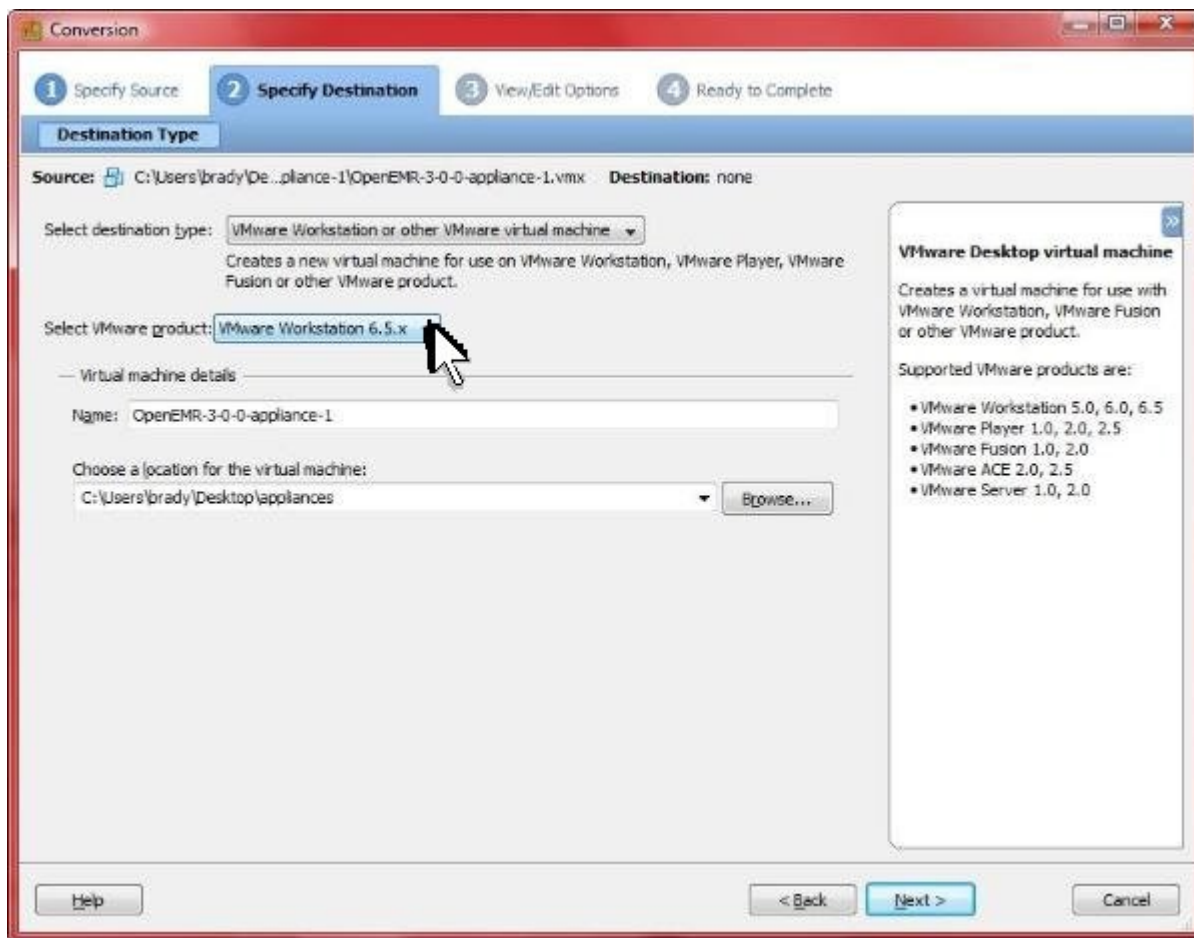 Conversion
1 Specify Source 2 Specify Destination 3 View/Edit Options 4 Ready to Complete
Destination Type
Source: C:\Users\brady\De...pliance-1\OpenEMR-3-0-0-appliance-1.vmx Destination: none
Select destination type: VMware Workstation or other VMware virtual machine
Creates a new virtual machine for use on VMware Workstation, VMware Player, VMware
Fusion or other VMware product.
Select VMware product: VMware Workstation 6.5.x
Virtual machine details
Name: OpenEMR-3-0-0-appliance-1
Choose a location for the virtual machine:
C:\Users\brady\Desktop\appliances Browse...
»
VMware Desktop virtual machine
Creates a virtual machine for use with
VMware Workstation, VMware Fusion
or other VMware product.
Supported VMware products are:
• VMware Workstation 5.0, 6.0, 6.5
• VMware Player 1.0, 2.0, 2.5
• VMware Fusion 1.0, 2.0
• VMware ACE 2.0, 2.5
• VMware Server 1.0, 2.0
Help < Back Next > Cancel